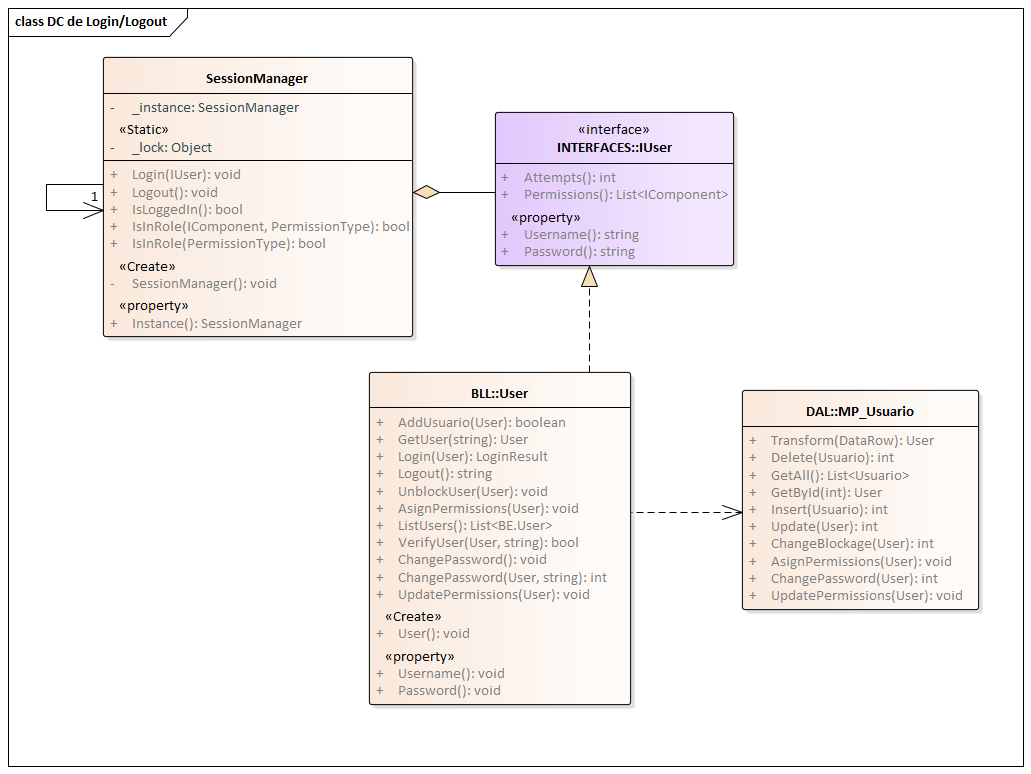 class DC de Login/Logout
SessionManager
- _instance: SessionManager
«Static»
- _lock: Object
+ Login(IUser): void
+ Logout(): void
+ IsLoggedIn(): bool
+ IsInRole(IComponent, PermissionType): bool
+ IsInRole(PermissionType): bool
«Create»
- SessionManager(): void
«property»
+ Instance(): SessionManager
1
«interface»
INTERFACES::IUser
+ Attempts(): int
+ Permissions(): List<IComponent>
«property»
+ Username(): string
+ Password(): string
BLL::User
+ AddUsuario(User): boolean
+ GetUser(string): User
+ Login(User): LoginResult
+ Logout(): string
+ UnblockUser(User): void
+ AsignPermissions(User): void
+ ListUsers(): List<BE.User>
+ VerifyUser(User, string): bool
+ ChangePassword(): void
+ ChangePassword(User, string): int
+ UpdatePermissions(User): void
«Create»
+ User(): void
«property»
+ Username(): void
+ Password(): void
DAL::MP_Usuario
+ Transform(DataRow): User
+ Delete(Usuario): int
+ GetAll(): List<Usuario>
+ GetById(int): User
+ Insert(Usuario): int
+ Update(User): int
+ ChangeBlockage(User): int
+ AsignPermissions(User): void
+ ChangePassword(User): int
+ UpdatePermissions(User): void